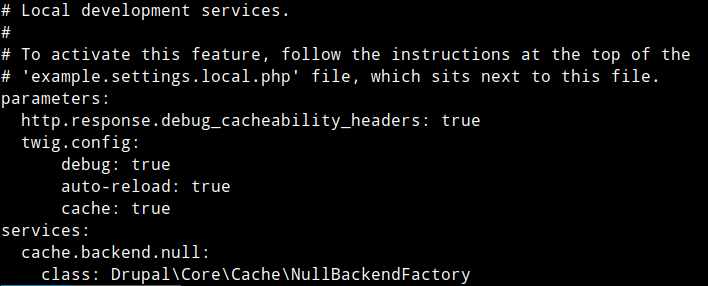 # Local development services.
#
# To activate this feature, follow the instructions at the top of the
# 'example.settings.local.php' file, which sits next to this file.
parameters:
  http.response.debug_cacheability_headers: true
  twig.config:
      debug: true
      auto-reload: true
      cache: true
services:
  cache.backend.null:
    class: Drupal\Core\Cache\NullBackendFactory